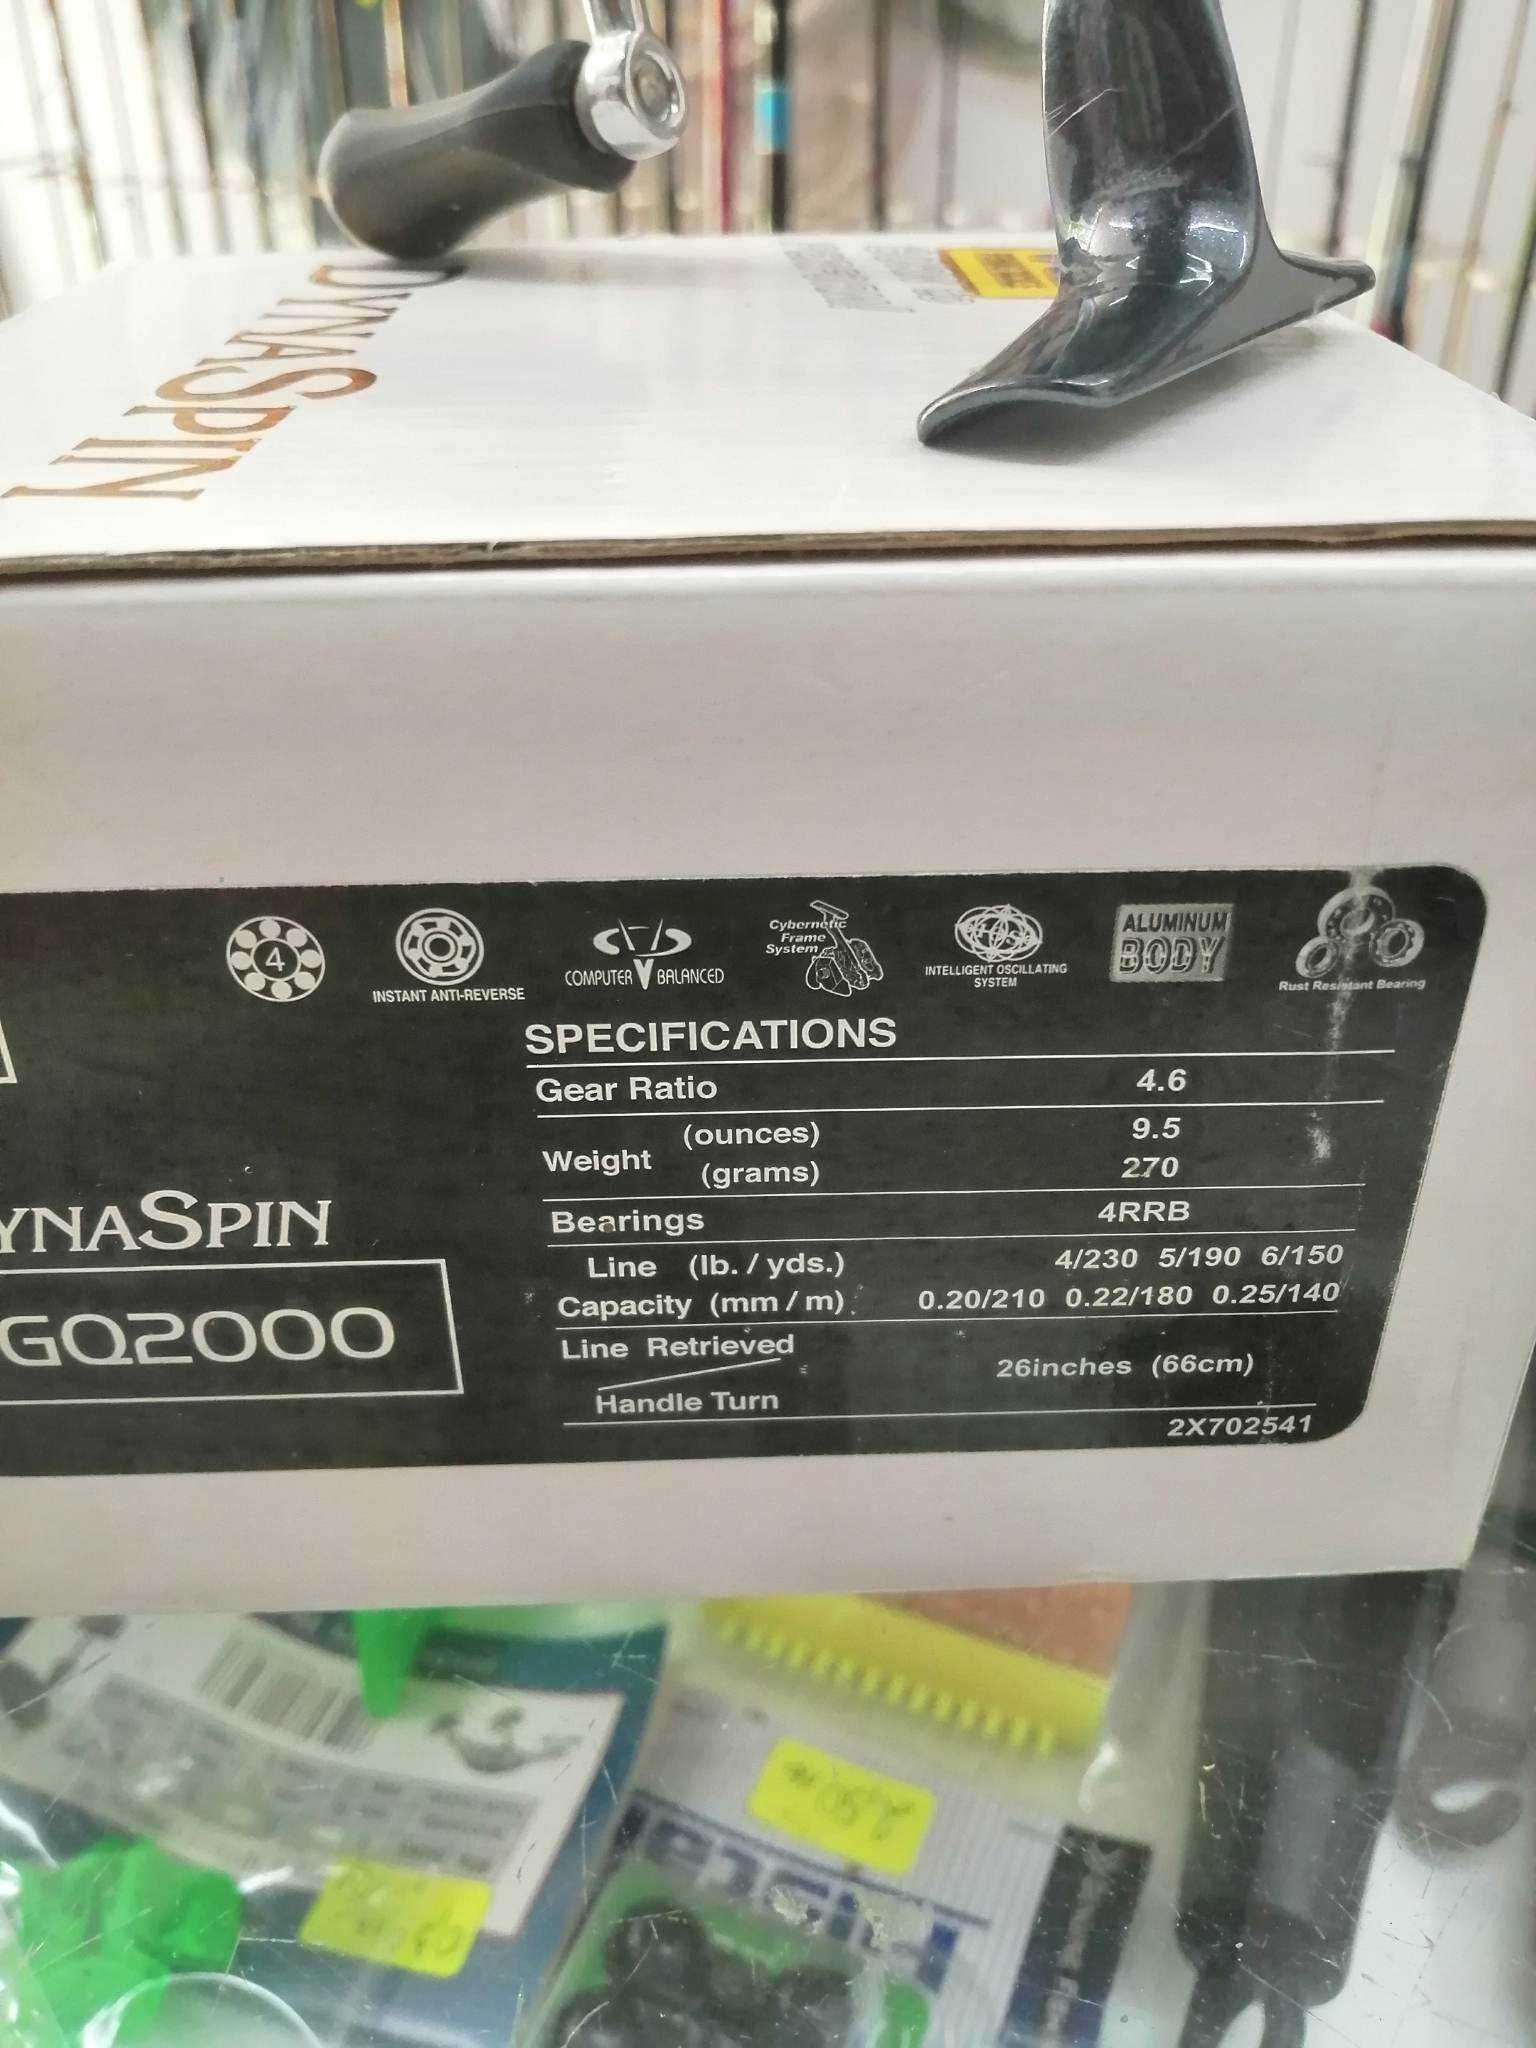 DYNASPIN
4
INSTANT ANTI-REVERSE
COMPUTER BALANCED
Cybernetic
Frame
System
INTELLIGENT OSCILLATING
SYSTEM
ALUMINUM
BODY
Rust Resistant Bearing
SPECIFICATIONS
Gear Ratio 4.6
Weight (ounces) 9.5
(grams) 270
Bearings 4RRB
Line (lb. / yds.) 4/230 5/190 6/150
Capacity (mm / m) 0.20/210 0.22/180 0.25/140
Line Retrieved
Handle Turn 26inches (66cm)
2X702541
YNASPIN
GQ2000